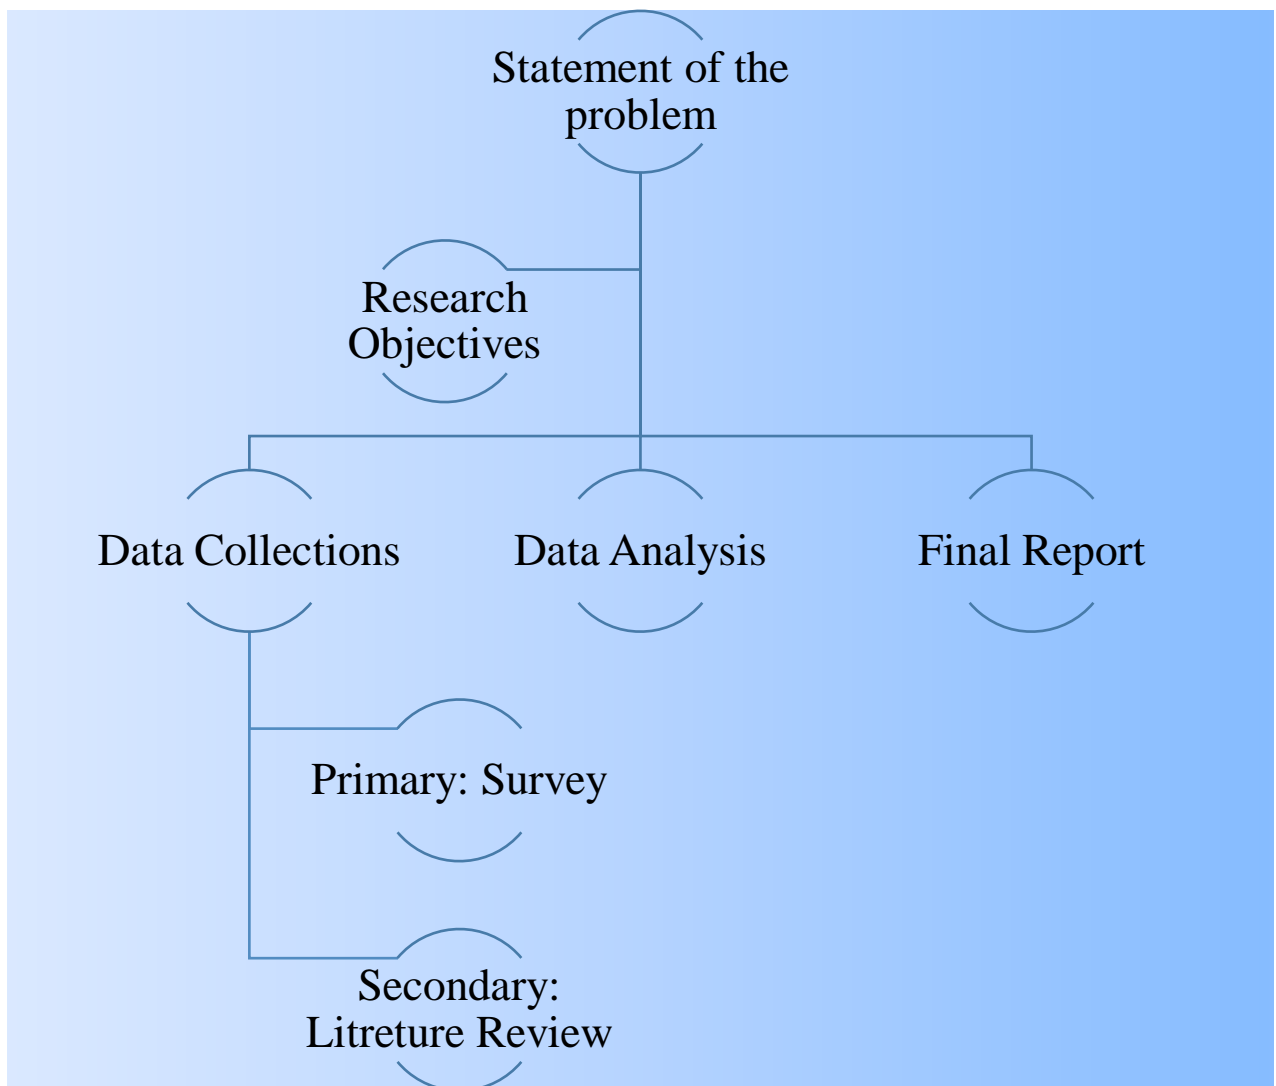 Statement of the
problem
Research
Objectives
Data Collections
Data Analysis
Final Report
Primary: Survey
Secondary:
Litreture Review